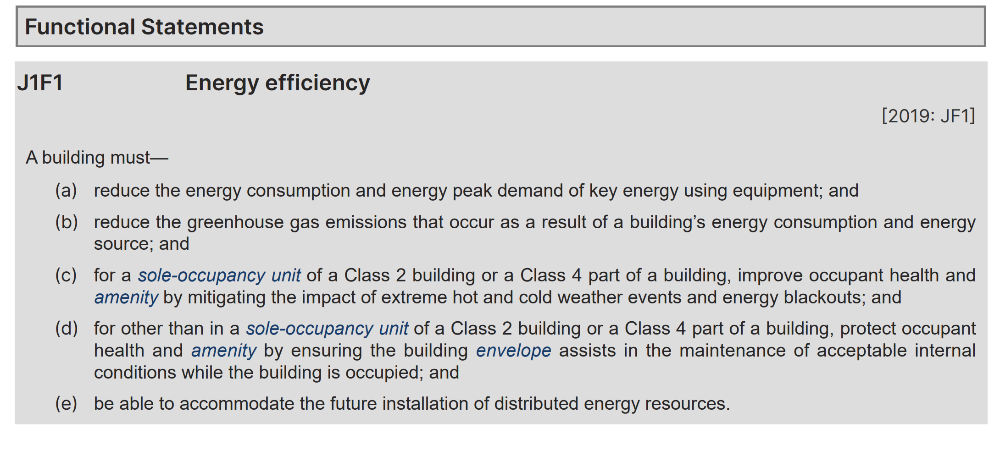 Functional Statements
J1F1 Energy efficiency
[2019: JF1]
A building must—
(a) reduce the energy consumption and energy peak demand of key energy using equipment; and
(b) reduce the greenhouse gas emissions that occur as a result of a building’s energy consumption and energy
source; and
(c) for a sole-occupancy unit of a Class 2 building or a Class 4 part of a building, improve occupant health and
amenity by mitigating the impact of extreme hot and cold weather events and energy blackouts; and
(d) for other than in a sole-occupancy unit of a Class 2 building or a Class 4 part of a building, protect occupant
health and amenity by ensuring the building envelope assists in the maintenance of acceptable internal
conditions while the building is occupied; and
(e) be able to accommodate the future installation of distributed energy resources.